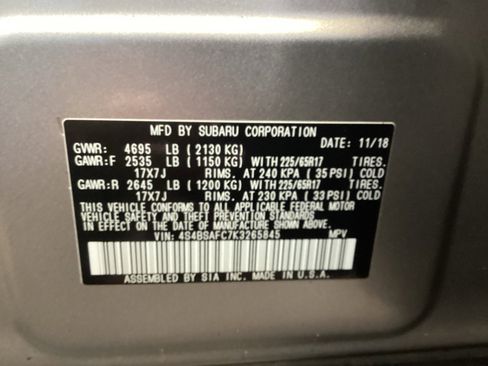 MFD BY SUBARU CORPORATION
GVWR: 4695 LB ( 2130 KG) DATE: 11/18
GAWR:F 2535 LB ( 1150 KG) WITH 225/65R17 TIRES.
17X7J RIMS. AT 240 KPA ( 35 PSI) COLD
GAWR:R 2645 LB ( 1200 KG) WITH 225/65R17 TIRES.
17X7J RIMS. AT 230 KPA ( 33 PSI) COLD
THIS VEHICLE CONFORMS TO ALL APPLICABLE FEDERAL MOTOR
VEHICLE SAFETY AND THEFT PREVENTION STANDARDS
IN EFFECT ON THE DATE OF MANUFACTURE SHOWN ABOVE.
VIN: 4S4BSAFC7K3265845 MPV
ASSEMBLED BY SIA INC. MADE IN U.S.A.